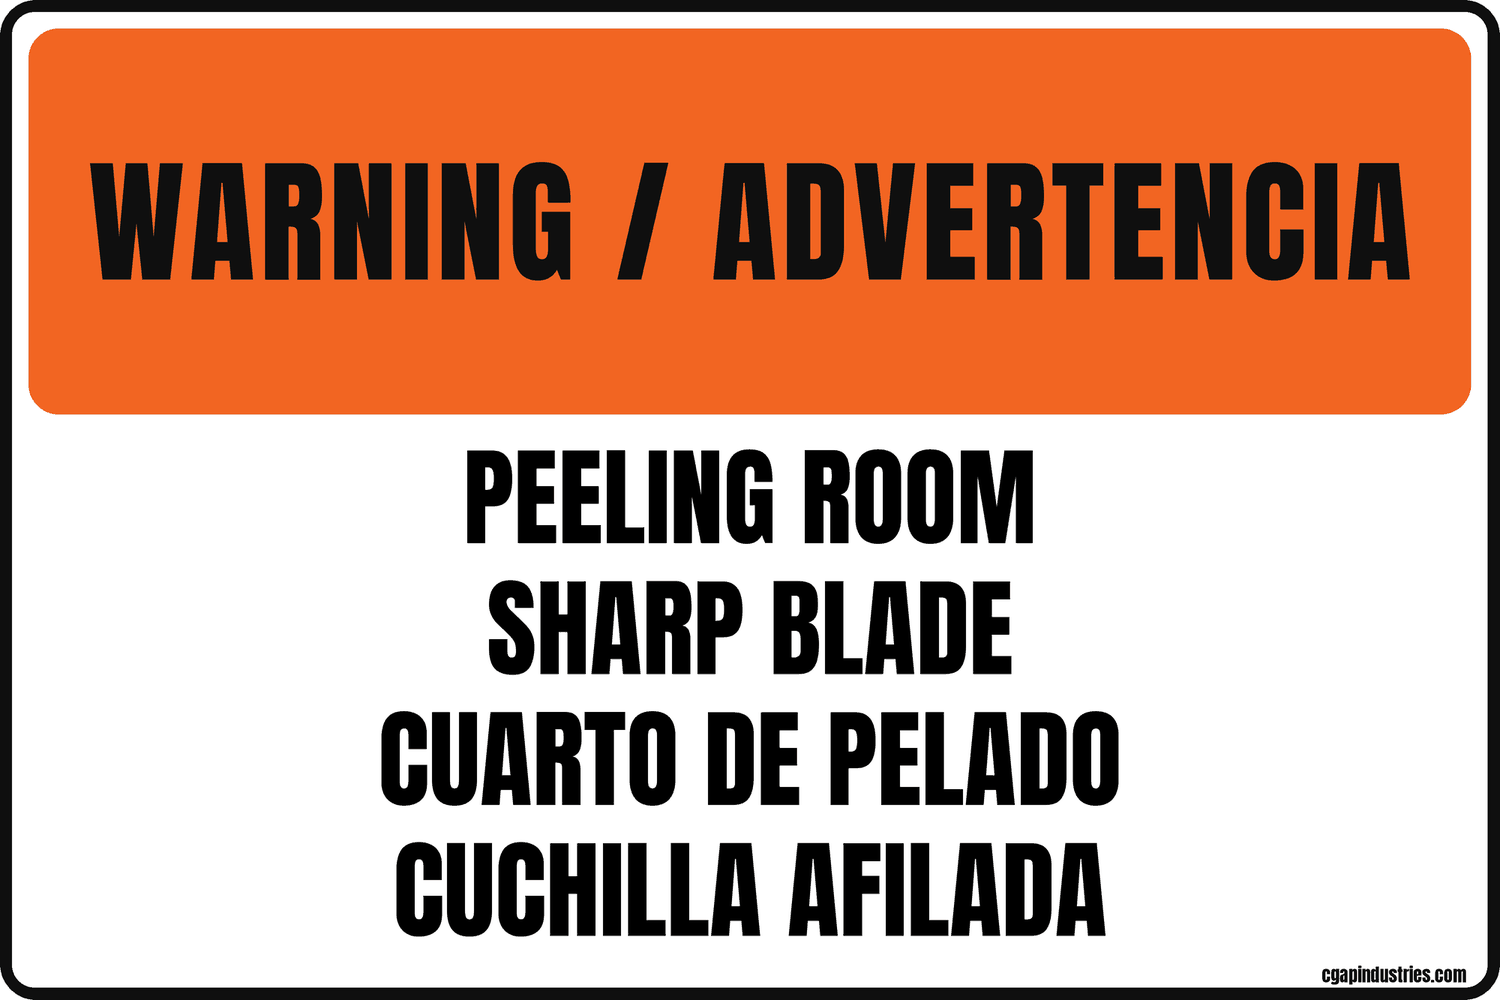 WARNING / ADVERTENCIA
PEELING ROOM
SHARP BLADE
CUARTO DE PELADO
CUCHILLA AFILADA
cgapindustries.com